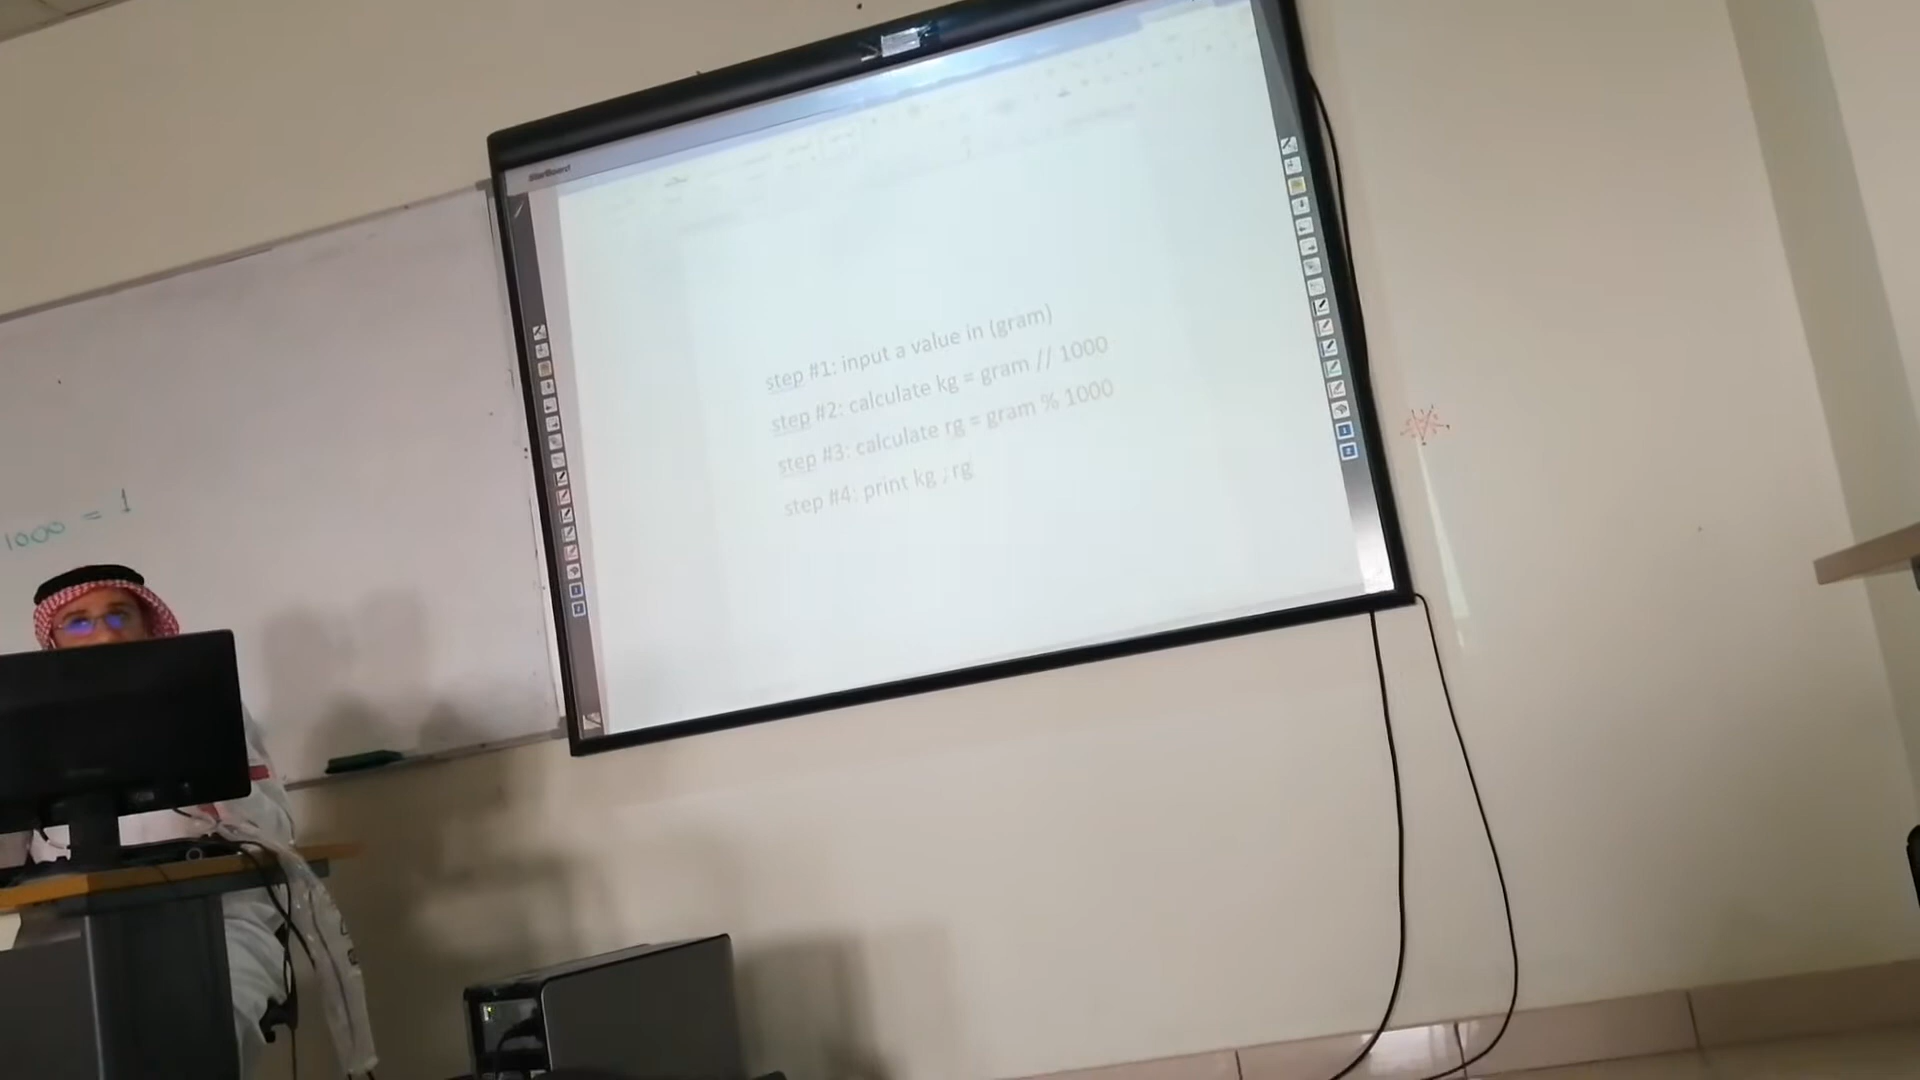 StarBoard
step #1: input a value in (gram)
step #2: calculate kg = gram // 1000
step #3: calculate rg = gram % 1000
step #4: print kg , rg
1000 = 1